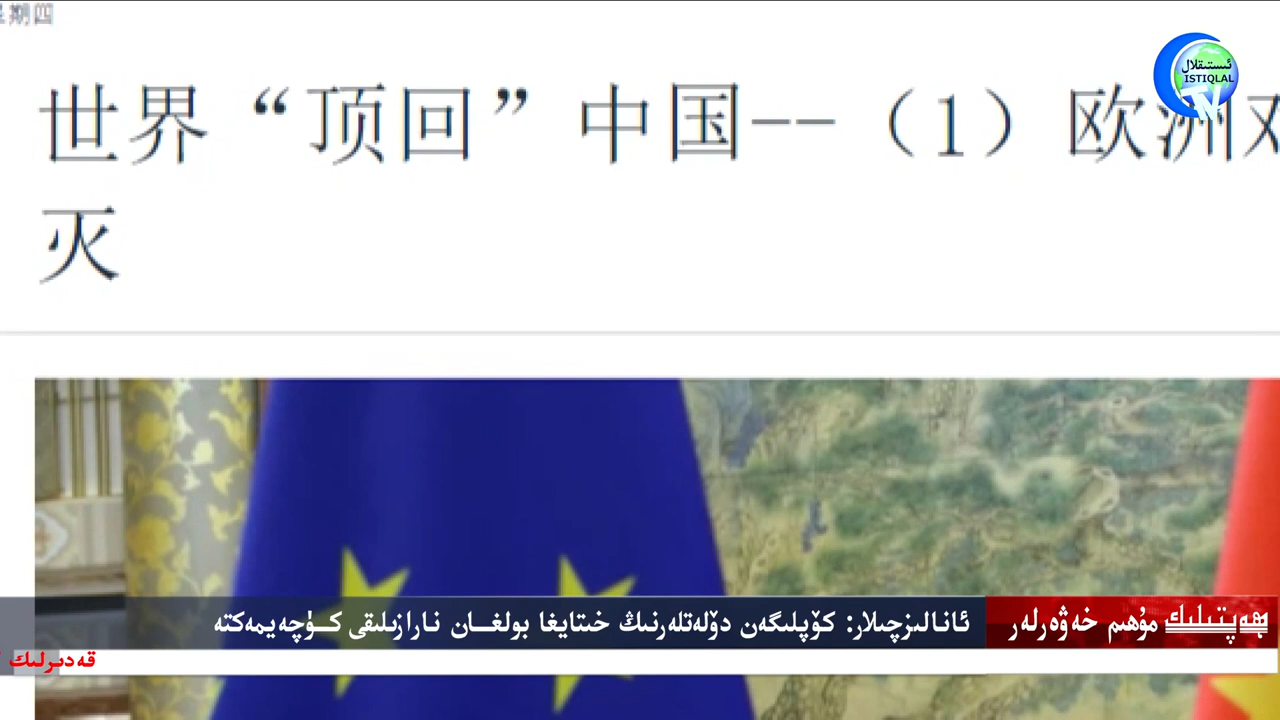 期四
世界“顶回”中国--（1）欧洲
灭
ئىستىقلال
ISTIQLAL
TV
ھەپتىلىك مۇھىم خەۋەرلەر
ئانالىزچىلار: كۆپلىگەن دۆلەتلەرنىڭ خىتايغا بولغان نارازىلىقى كۈچەيمەكتە
قەدىرلىك